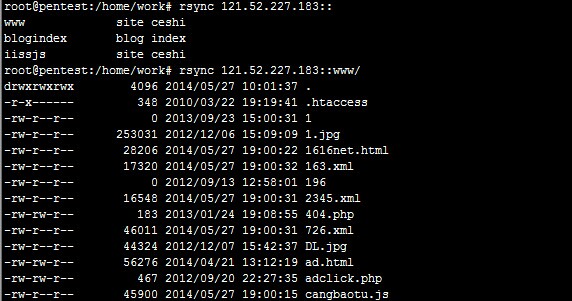 root@pentest:/home/work# rsync 121.52.227.183::
www             site ceshi
blogindex       blog index
iissjs          site ceshi
root@pentest:/home/work# rsync 121.52.227.183::www/
drwxrwxrwx        4096 2014/05/27 10:01:37 .
-r-x------         348 2010/03/22 19:19:41 .htaccess
-rw-r--r--           0 2013/09/23 15:00:31 1
-rw-r--r--      253031 2012/12/06 15:09:09 1.jpg
-rw-r--r--       28206 2014/05/27 19:00:22 1616net.html
-rw-r--r--       17320 2014/05/27 19:00:32 163.xml
-rw-r--r--           0 2012/09/13 12:58:01 196
-rw-r--r--       16548 2014/05/27 19:00:31 2345.xml
-rw-rw-r--         183 2013/01/24 19:08:55 404.php
-rw-r--r--       46011 2014/05/27 19:00:31 726.xml
-rw-r--r--       44324 2012/12/07 15:42:37 DL.jpg
-rw-rw-r--       56276 2014/04/21 13:12:19 ad.html
-rw-rw-r--         467 2012/09/20 22:27:35 adclick.php
-rw-r--r--       45900 2014/05/27 19:00:15 cangbaotu.js